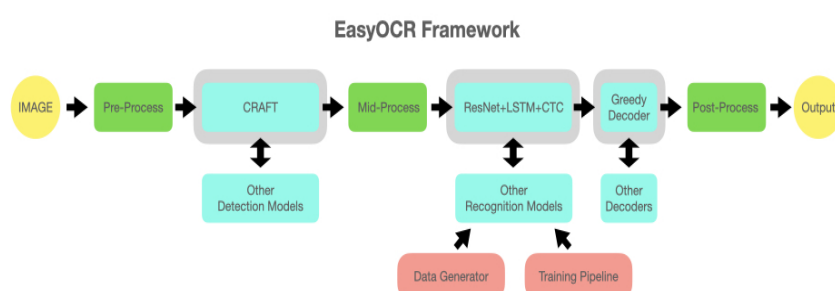 EasyOCR Framework
IMAGE
Pre-Process
CRAFT
Mid-Process
ResNet+LSTM+CTC
Greedy
Decoder
Post-Process
Output
Other
Detection Models
Other
Recognition Models
Other
Decoders
Data Generator
Training Pipeline